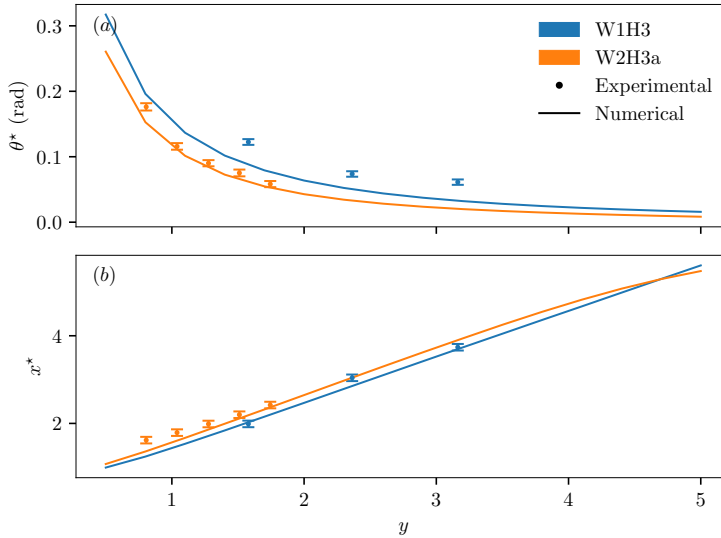 (a)
0.3
0.2
0.1
0.0
θ* (rad)
W1H3
W2H3a
Experimental
Numerical
(b)
4
2
x*
1
2
3
4
5
y